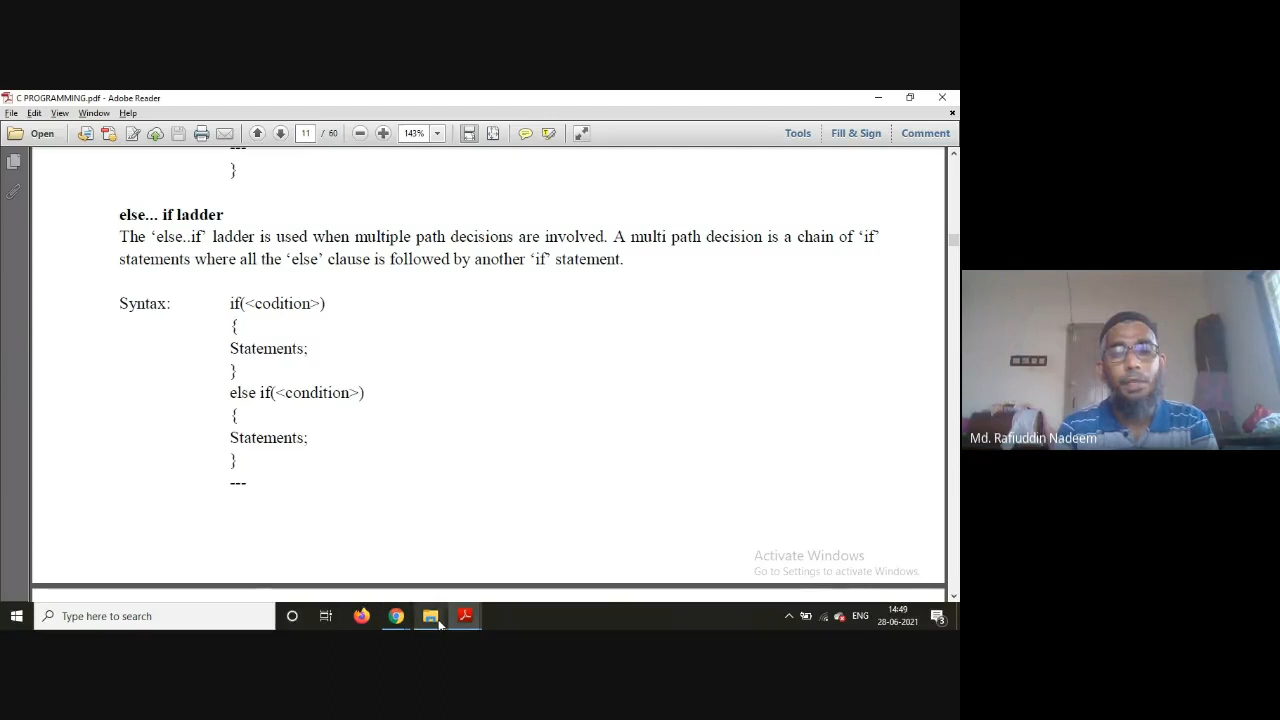 C PROGRAMMING.pdf - Adobe Reader
File Edit View Window Help
Open 11 / 60 143% Tools Fill & Sign Comment
---
}
else... if ladder
The ‘else..if’ ladder is used when multiple path decisions are involved. A multi path decision is a chain of ‘if’
statements where all the ‘else’ clause is followed by another ‘if’ statement.
Syntax: if(<codition>)
{
Statements;
}
else if(<condition>)
{
Statements;
}
---
Md. Rafiuddin Nadeem
Activate Windows
Go to Settings to activate Windows.
Type here to search
ENG
14:49
28-06-2021
3